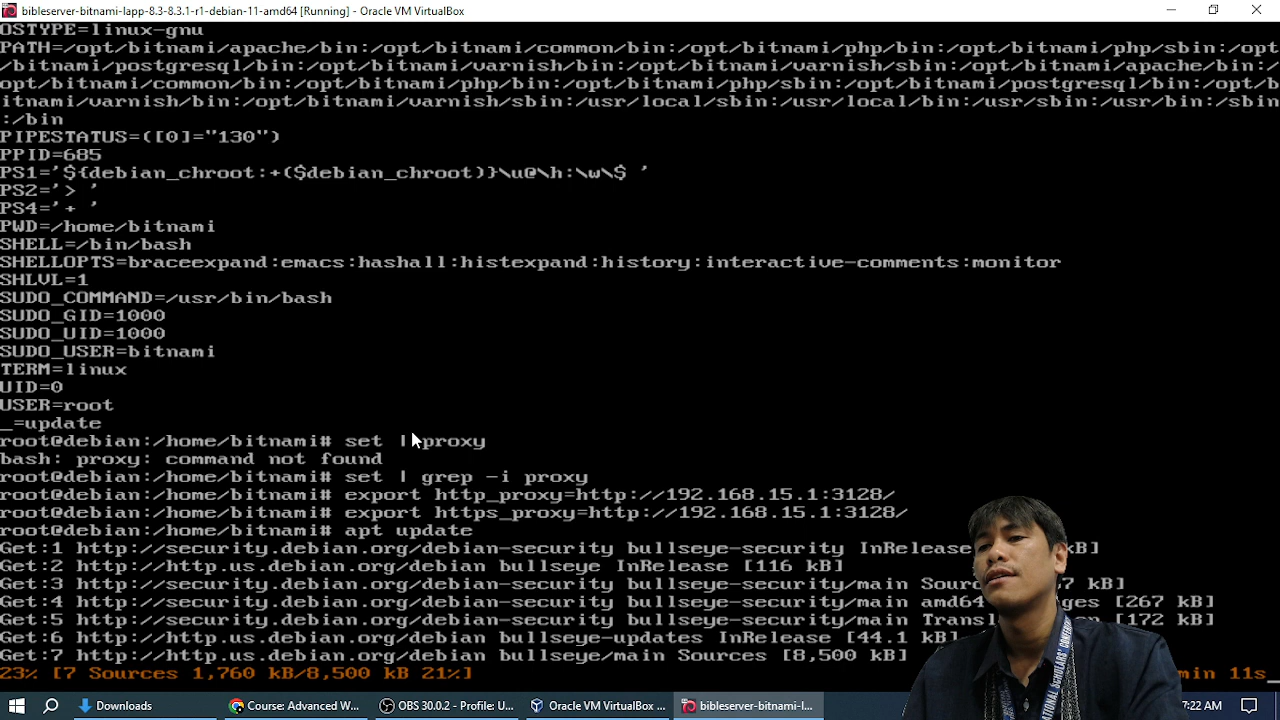 bibleserver-bitnami-lapp-8.3-8.3.1-r1-debian-11-amd64 [Running] - Oracle VM VirtualBox
OSTYPE=linux-gnu
PATH=/opt/bitnami/apache/bin:/opt/bitnami/common/bin:/opt/bitnami/php/bin:/opt/bitnami/php/sbin:/opt
/bitnami/postgresql/bin:/opt/bitnami/varnish/bin:/opt/bitnami/varnish/sbin:/opt/bitnami/apache/bin:/
opt/bitnami/common/bin:/opt/bitnami/php/bin:/opt/bitnami/php/sbin:/opt/bitnami/postgresql/bin:/opt/b
itnami/varnish/bin:/opt/bitnami/varnish/sbin:/usr/local/sbin:/usr/local/bin:/usr/sbin:/usr/bin:/sbin
:/bin
PIPESTATUS=([0]="130")
PPID=685
PS1='${debian_chroot:+($debian_chroot)}\u@\h:\w\$ '
PS2='> '
PS4='+ '
PWD=/home/bitnami
SHELL=/bin/bash
SHELLOPTS=braceexpand:emacs:hashall:histexpand:history:interactive-comments:monitor
SHLVL=1
SUDO_COMMAND=/usr/bin/bash
SUDO_GID=1000
SUDO_UID=1000
SUDO_USER=bitnami
TERM=linux
UID=0
USER=root
_=update
root@debian:/home/bitnami# set | proxy
bash: proxy: command not found
root@debian:/home/bitnami# set | grep -i proxy
root@debian:/home/bitnami# export http_proxy=http://192.168.15.1:3128/
root@debian:/home/bitnami# export https_proxy=http://192.168.15.1:3128/
root@debian:/home/bitnami# apt update
Get:1 http://security.debian.org/debian-security bullseye-security InRelease kB]
Get:2 http://http.us.debian.org/debian bullseye InRelease [116 kB]
Get:3 http://security.debian.org/debian-security bullseye-security/main kB]
Get:4 http://security.debian.org/debian-security bullseye-security/main amd64 [267 kB]
Get:5 http://security.debian.org/debian-security bullseye-security/main [172 kB]
Get:6 http://http.us.debian.org/debian bullseye-updates InRelease [44.1 kB]
Get:7 http://http.us.debian.org/debian bullseye/main Sources [8,500 kB]
23% [7 Sources 1,760 kB/8,500 kB 21%] min 11s
Downloads
Course: Advanced W...
OBS 30.0.2 - Profile: U...
Oracle VM VirtualBox ...
bibleserver-bitnami-l...
7:22 AM